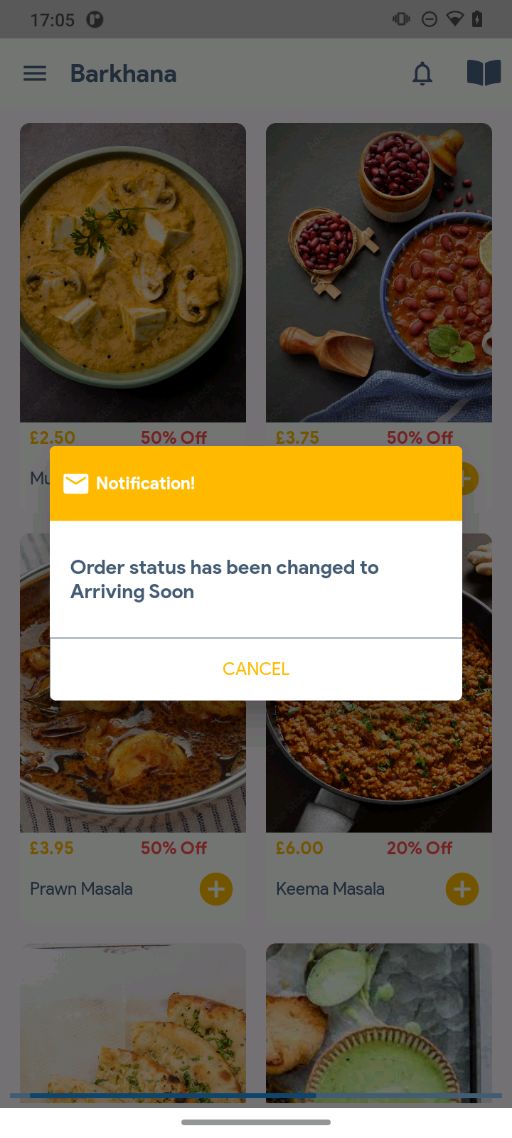 17:05
Barkhana
£2.50 50% Off
£3.75 50% Off
Mu
Notification!
Order status has been changed to
Arriving Soon
CANCEL
£3.95 50% Off
£6.00 20% Off
Prawn Masala
Keema Masala